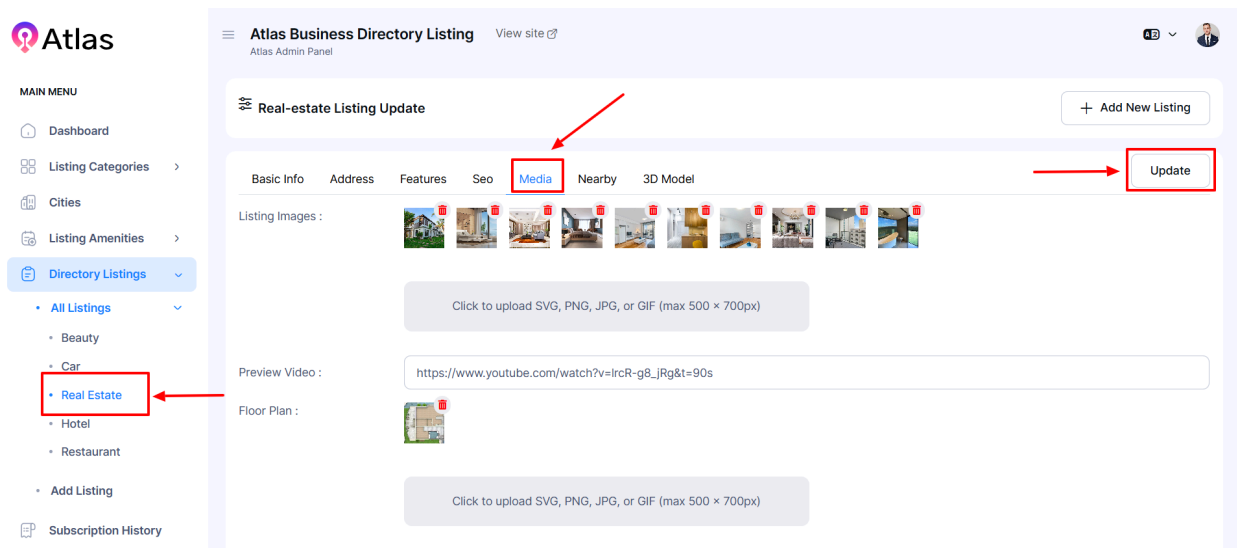 Atlas
Atlas Business Directory Listing
View site
Atlas Admin Panel
MAIN MENU
Dashboard
Listing Categories
Cities
Listing Amenities
Directory Listings
All Listings
Beauty
Car
Real Estate
Hotel
Restaurant
Add Listing
Subscription History
Real-estate Listing Update
+ Add New Listing
Basic Info Address Features Seo Media Nearby 3D Model
Update
Listing Images :
Click to upload SVG, PNG, JPG, or GIF (max 500 × 700px)
Preview Video :
https://www.youtube.com/watch?v=lrcR-g8_jRg&t=90s
Floor Plan :
Click to upload SVG, PNG, JPG, or GIF (max 500 × 700px)